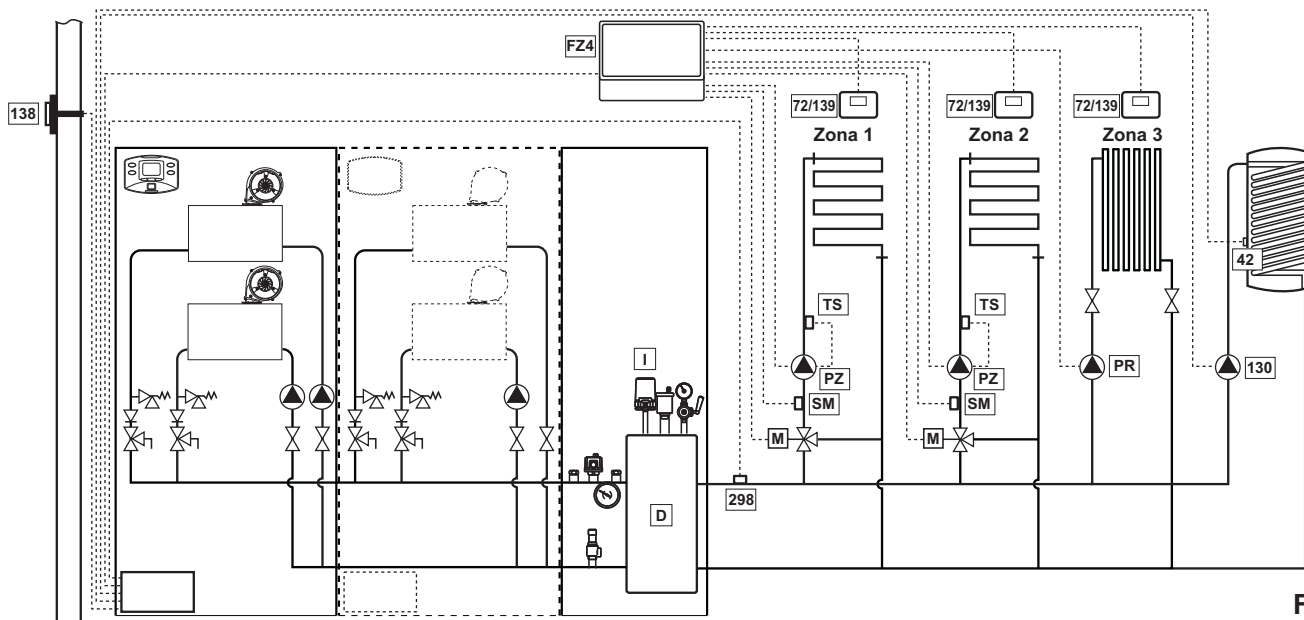 FZ4
138
72/139
72/139
72/139
Zona 1
Zona 2
Zona 3
42
TS
TS
I
PZ
PZ
PR
130
SM
SM
M
M
298
D
F